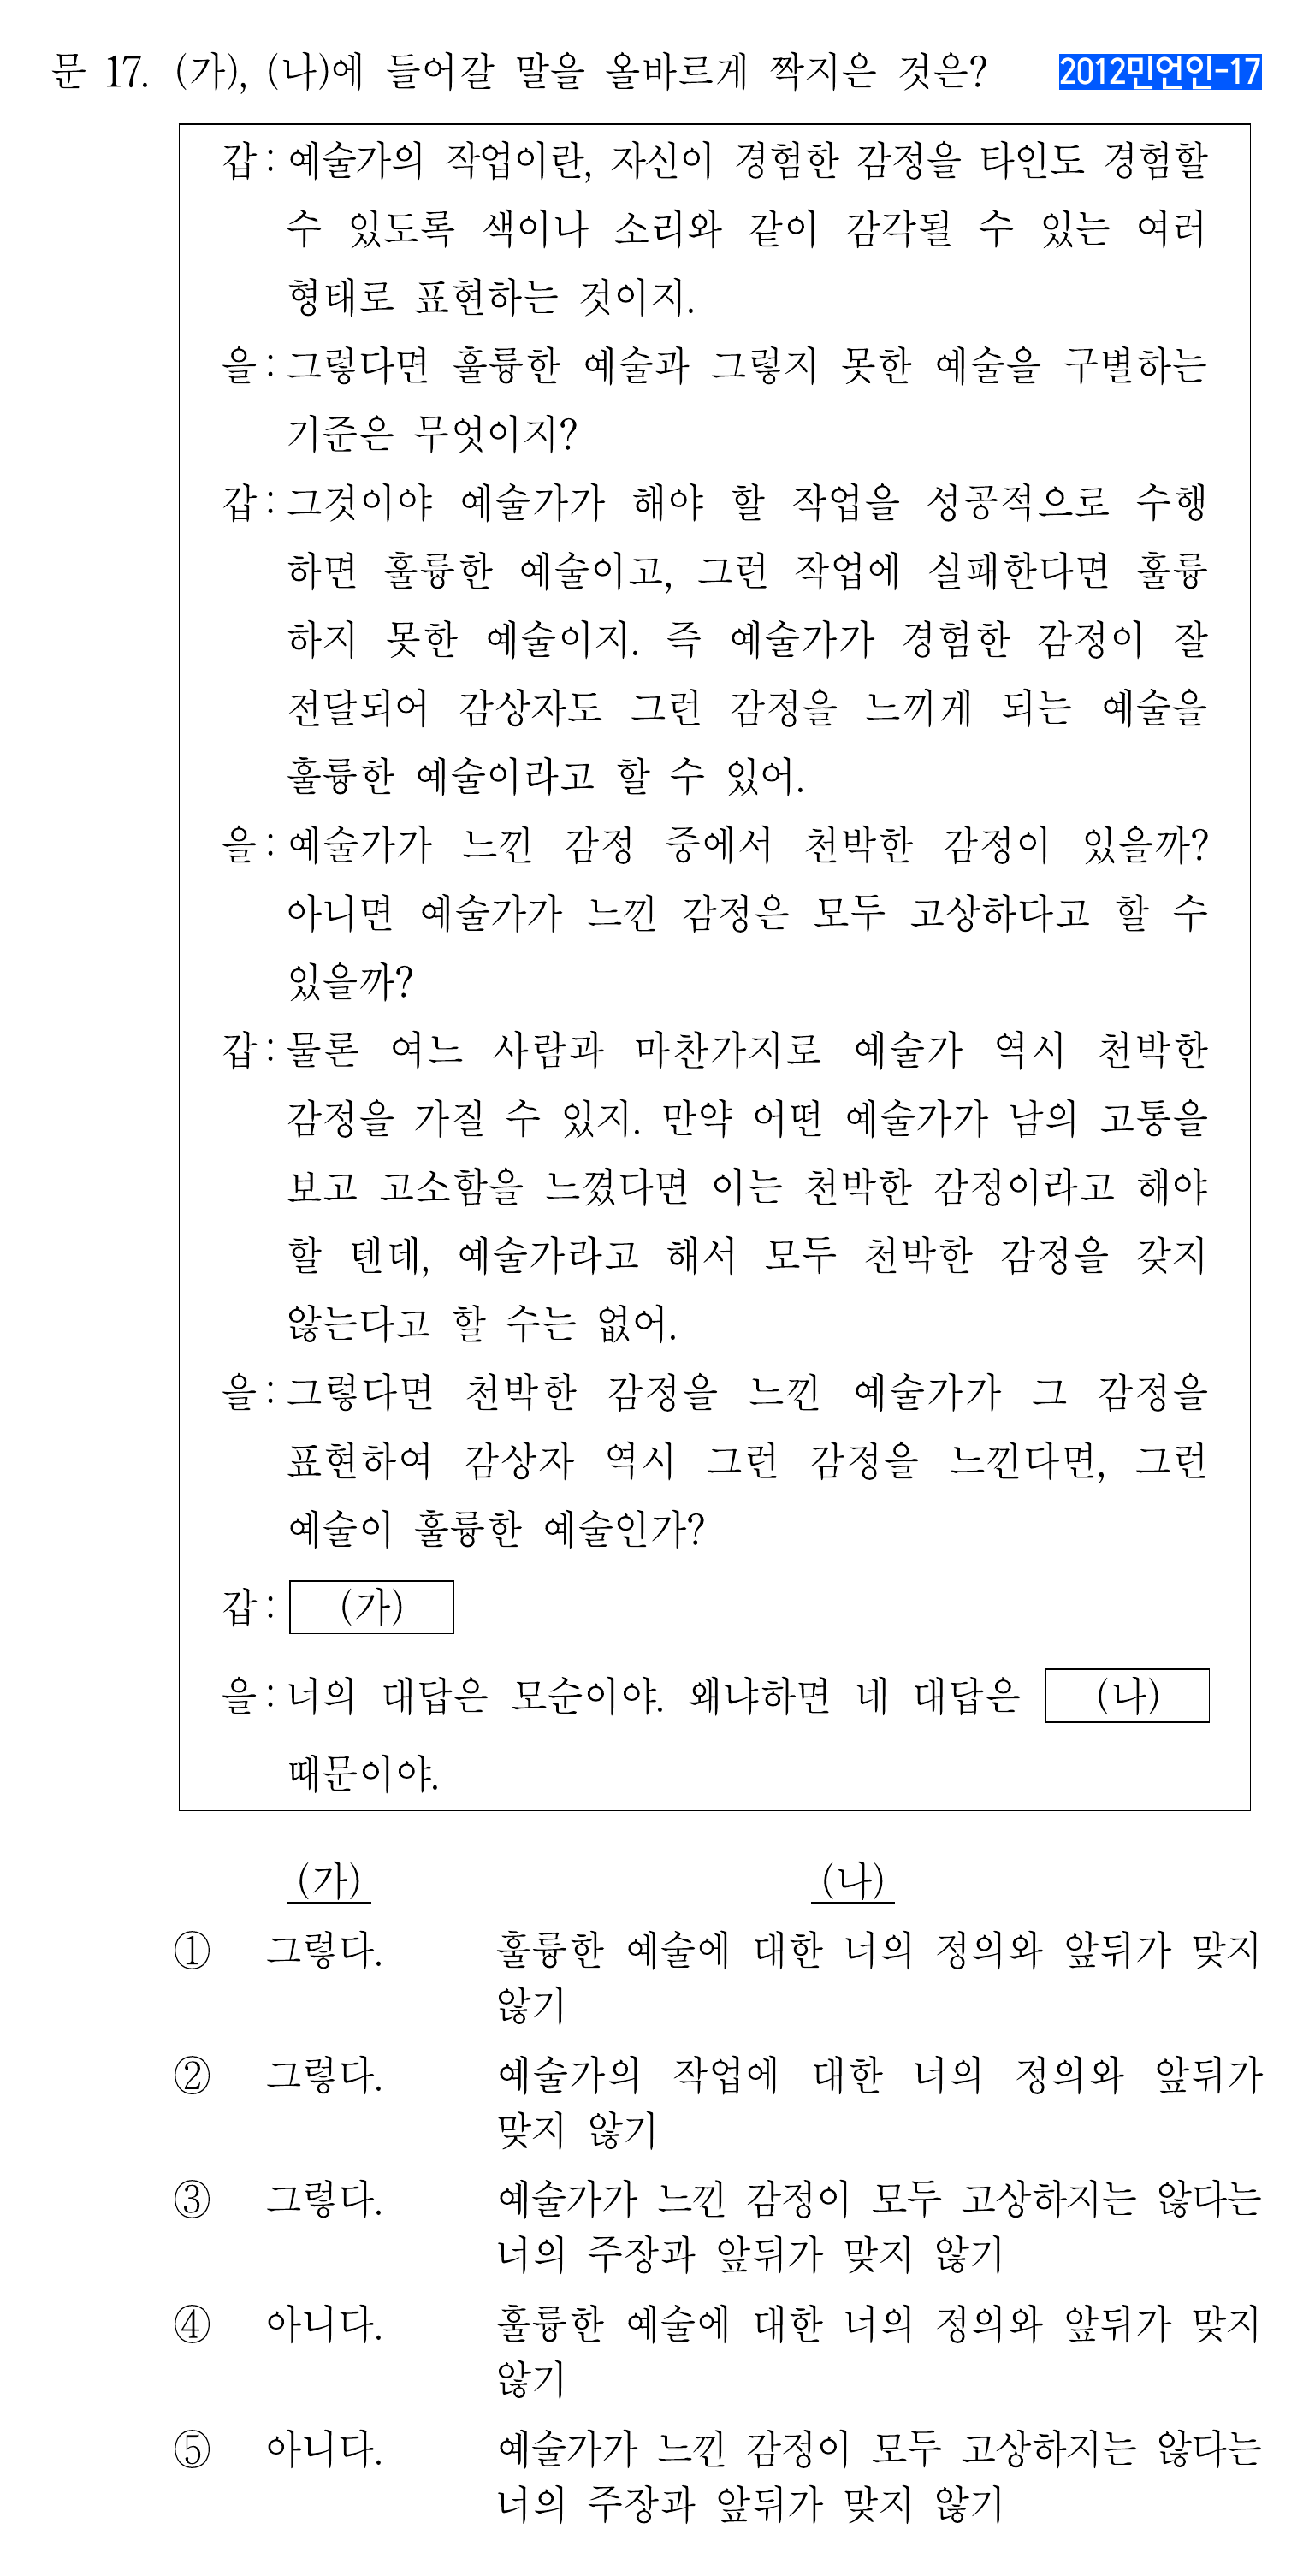 문 17. (가), (나)에 들어갈 말을 올바르게 짝지은 것은? 2012민언인-17
갑 : 예술가의 작업이란, 자신이 경험한 감정을 타인도 경험할
수 있도록 색이나 소리와 같이 감각될 수 있는 여러
형태로 표현하는 것이지.
을 : 그렇다면 훌륭한 예술과 그렇지 못한 예술을 구별하는
기준은 무엇이지?
갑 : 그것이야 예술가가 해야 할 작업을 성공적으로 수행
하면 훌륭한 예술이고, 그런 작업에 실패한다면 훌륭
하지 못한 예술이지. 즉 예술가가 경험한 감정이 잘
전달되어 감상자도 그런 감정을 느끼게 되는 예술을
훌륭한 예술이라고 할 수 있어.
을 : 예술가가 느낀 감정 중에서 천박한 감정이 있을까?
아니면 예술가가 느낀 감정은 모두 고상하다고 할 수
있을까?
갑 : 물론 여느 사람과 마찬가지로 예술가 역시 천박한
감정을 가질 수 있지. 만약 어떤 예술가가 남의 고통을
보고 고소함을 느꼈다면 이는 천박한 감정이라고 해야
할 텐데, 예술가라고 해서 모두 천박한 감정을 갖지
않는다고 할 수는 없어.
을 : 그렇다면 천박한 감정을 느낀 예술가가 그 감정을
표현하여 감상자 역시 그런 감정을 느낀다면, 그런
예술이 훌륭한 예술인가?
갑 : (가)
을 : 너의 대답은 모순이야. 왜냐하면 네 대답은 (나)
때문이야.
(가) (나)
① 그렇다. 훌륭한 예술에 대한 너의 정의와 앞뒤가 맞지
않기
② 그렇다. 예술가의 작업에 대한 너의 정의와 앞뒤가
맞지 않기
③ 그렇다. 예술가가 느낀 감정이 모두 고상하지는 않다는
너의 주장과 앞뒤가 맞지 않기
④ 아니다. 훌륭한 예술에 대한 너의 정의와 앞뒤가 맞지
않기
⑤ 아니다. 예술가가 느낀 감정이 모두 고상하지는 않다는
너의 주장과 앞뒤가 맞지 않기